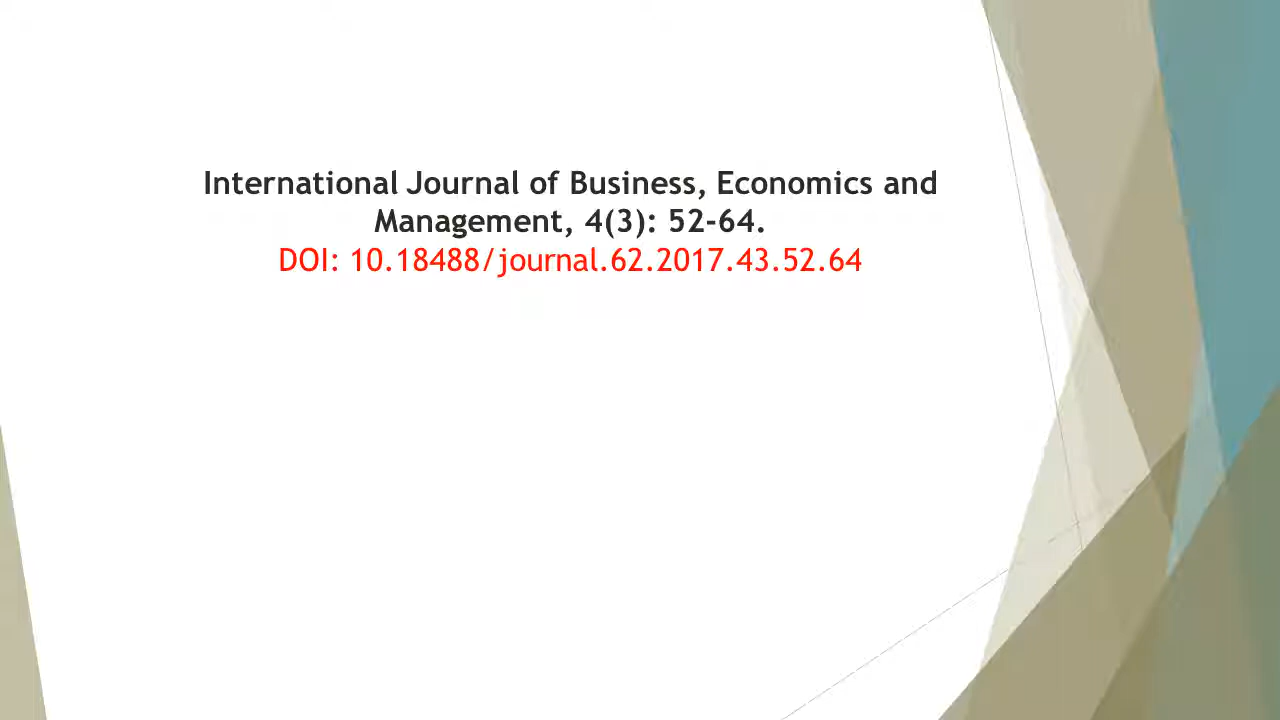 International Journal of Business, Economics and
Management, 4(3): 52-64.
DOI: 10.18488/journal.62.2017.43.52.64